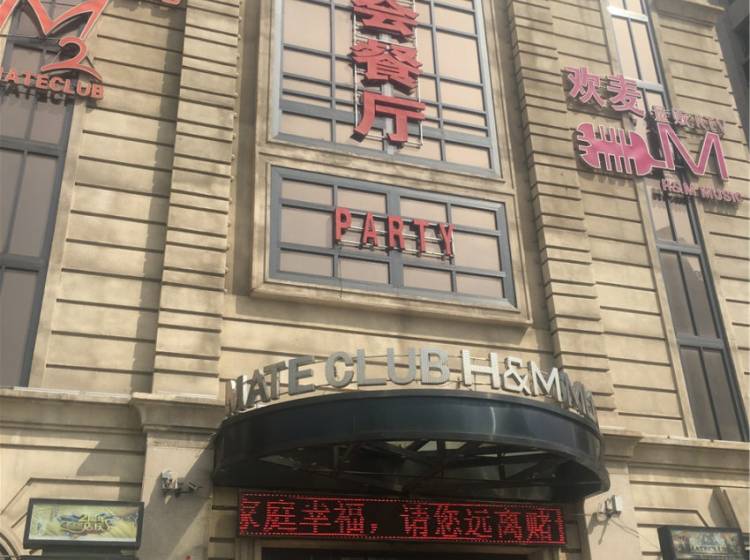 M2
MATECLUB
会餐厅
PARTY
欢麦
H&M MUSIC
MATE CLUB H&M
家庭幸福，请您远离赌